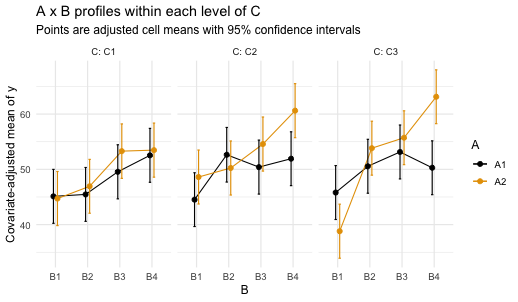 A x B profiles within each level of C
Points are adjusted cell means with 95% confidence intervals
C: C1
C: C2
C: C3
Covariate-adjusted mean of y
60
50
40
B1 B2 B3 B4
B1 B2 B3 B4
B1 B2 B3 B4
B
A
A1
A2